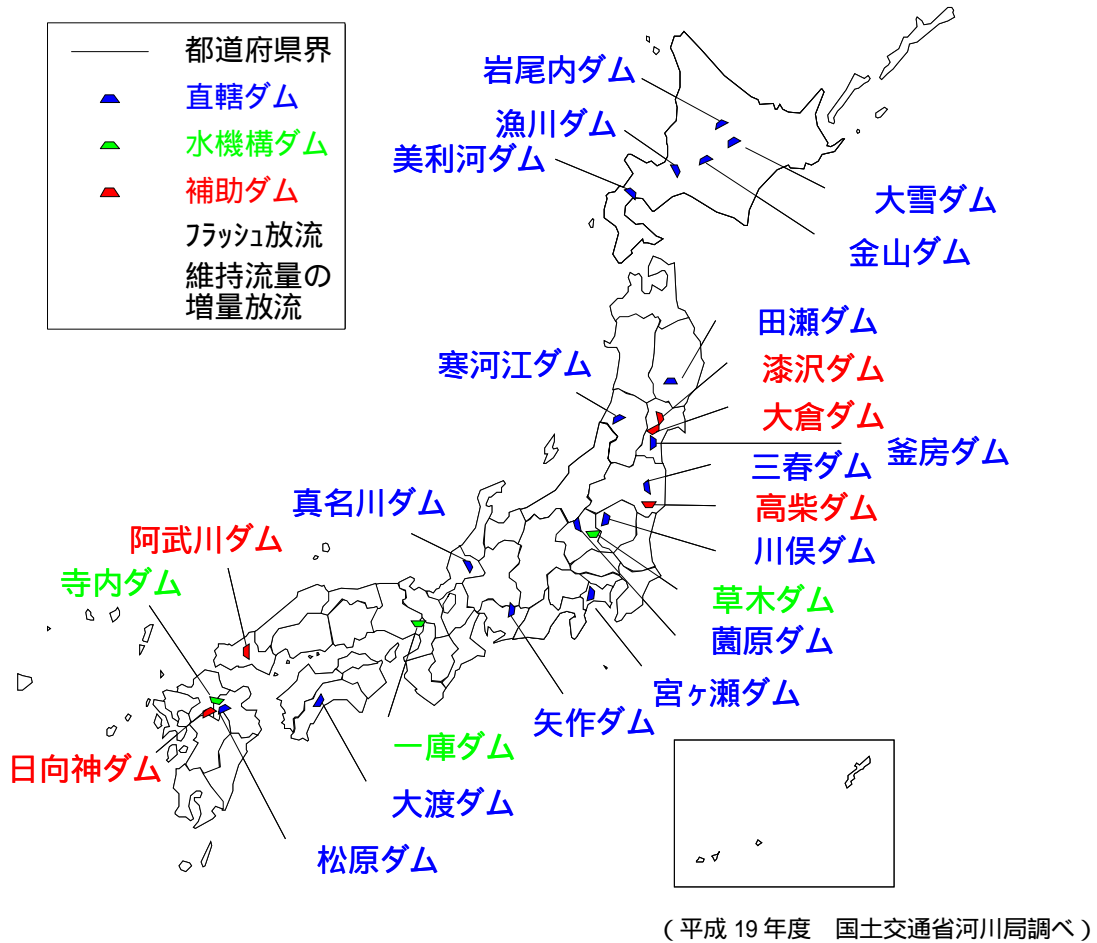 都道府県界
直轄ダム
水機構ダム
補助ダム
ﾌﾗｯｼｭ放流
維持流量の
増量放流
岩尾内ダム
漁川ダム
美利河ダム
大雪ダム
金山ダム
田瀬ダム
寒河江ダム
漆沢ダム
大倉ダム
釜房ダム
三春ダム
真名川ダム
高柴ダム
阿武川ダム
川俣ダム
寺内ダム
草木ダム
薗原ダム
宮ヶ瀬ダム
矢作ダム
一庫ダム
日向神ダム
大渡ダム
松原ダム
(平成 19 年度　国土交通省河川局調べ)